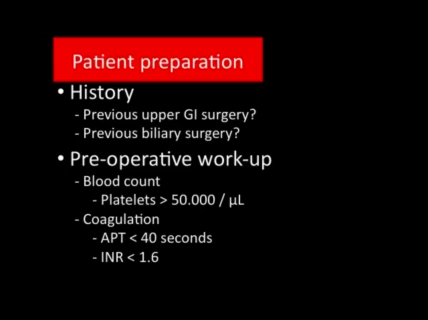 Patient preparation
• History
- Previous upper GI surgery?
- Previous biliary surgery?
• Pre-operative work-up
- Blood count
- Platelets > 50.000 / µL
- Coagulation
- APT < 40 seconds
- INR < 1.6